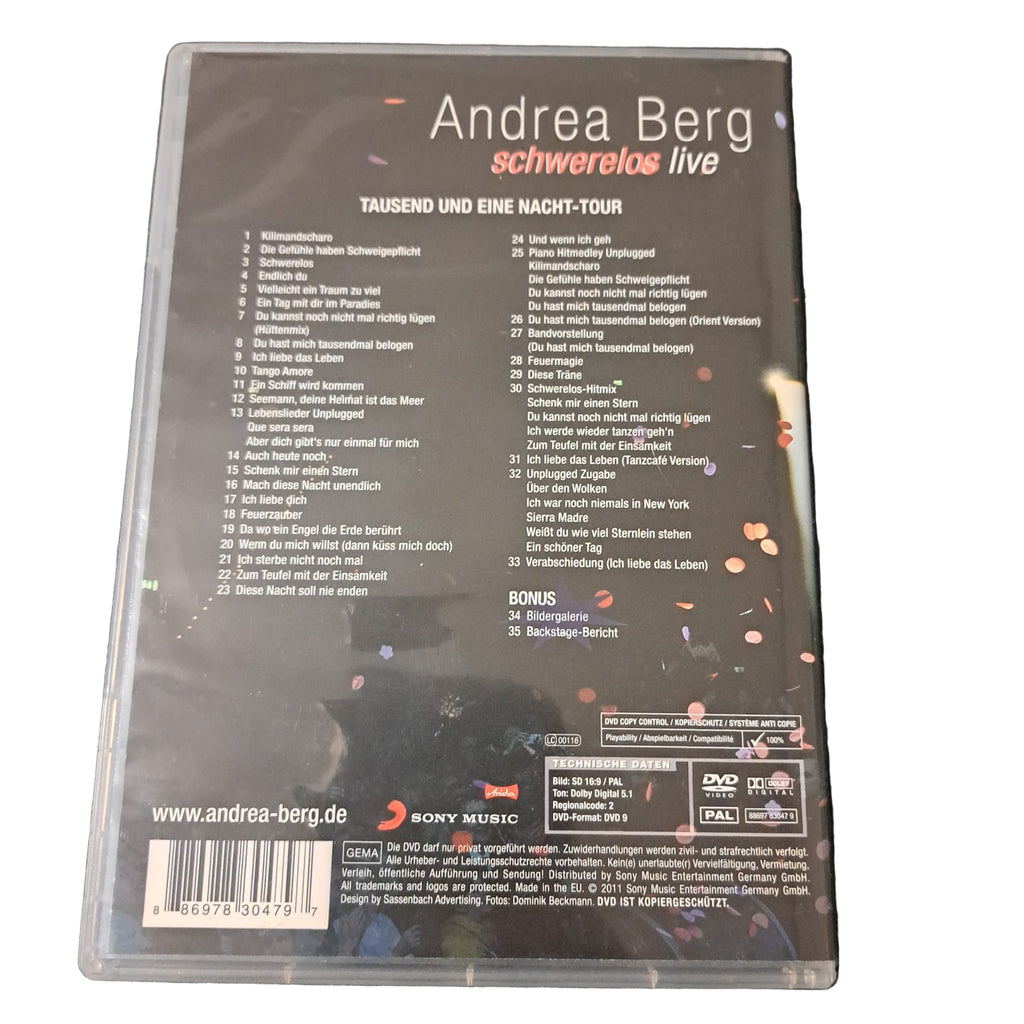 Andrea Berg
schwerelos live
TAUSEND UND EINE NACHT-TOUR
1 Kilimandscharo
2 Die Gefühle haben Schweigepflicht
3 Schwerelos
4 Endlich du
5 Vielleicht ein Traum zu viel
6 Ein Tag mit dir im Paradies
7 Du kannst noch nicht mal richtig lügen
(Hüttenmix)
8 Du hast mich tausendmal belogen
9 Ich liebe das Leben
10 Tango Amore
11 Ein Schiff wird kommen
12 Seemann, deine Heimat ist das Meer
13 Lebenslieder Unplugged
Que sera sera
Aber dich gibt's nur einmal für mich
14 Auch heute noch
15 Schenk mir einen Stern
16 Mach diese Nacht unendlich
17 Ich liebe dich
18 Feuerzauber
19 Da wo ein Engel die Erde berührt
20 Wenn du mich willst (dann küss mich doch)
21 Ich sterbe nicht noch mal
22 Zum Teufel mit der Einsamkeit
23 Diese Nacht soll nie enden
24 Und wenn ich geh
25 Piano Hitmedley Unplugged
Kilimandscharo
Die Gefühle haben Schweigepflicht
Du kannst noch nicht mal richtig lügen
Du hast mich tausendmal belogen
26 Du hast mich tausendmal belogen (Orient Version)
27 Bandvorstellung
(Du hast mich tausendmal belogen)
28 Feuermagie
29 Diese Träne
30 Schwerelos-Hitmix
Schenk mir einen Stern
Du kannst noch nicht mal richtig lügen
Ich werde wieder tanzen geh'n
Zum Teufel mit der Einsamkeit
31 Ich liebe das Leben (Tanzcafé Version)
32 Unplugged Zugabe
Über den Wolken
Ich war noch niemals in New York
Sierra Madre
Weißt du wie viel Sternlein stehen
Ein schöner Tag
33 Verabschiedung (Ich liebe das Leben)
BONUS
34 Bildergalerie
35 Backstage-Bericht
DVD COPY CONTROL / KOPIERSCHUTZ / SYSTÈME ANTI COPIE
LC 00116
Playability / Abspielbarkeit / Compatibilité 100%
TECHNISCHE DATEN
Bild: SD 16:9 / PAL
Ton: Dolby Digital 5.1
Regionalcode: 2
DVD-Format: DVD 9
DVD VIDEO
DOLBY DIGITAL
PAL
88697 83047 9
www.andrea-berg.de
Ariola
SONY MUSIC
GEMA
Die DVD darf nur privat vorgeführt werden. Zuwiderhandlungen werden zivil- und strafrechtlich verfolgt.
Alle Urheber- und Leistungsschutzrechte vorbehalten. Kein(e) unerlaubte(r) Vervielfältigung, Vermietung,
Verleih, öffentliche Aufführung und Sendung! Distributed by Sony Music Entertainment Germany GmbH.
All trademarks and logos are protected. Made in the EU. © 2011 Sony Music Entertainment Germany GmbH.
Design by Sassenbach Advertising. Fotos: Dominik Beckmann. DVD IST KOPIERGESCHÜTZT.
8 86978 30479 7